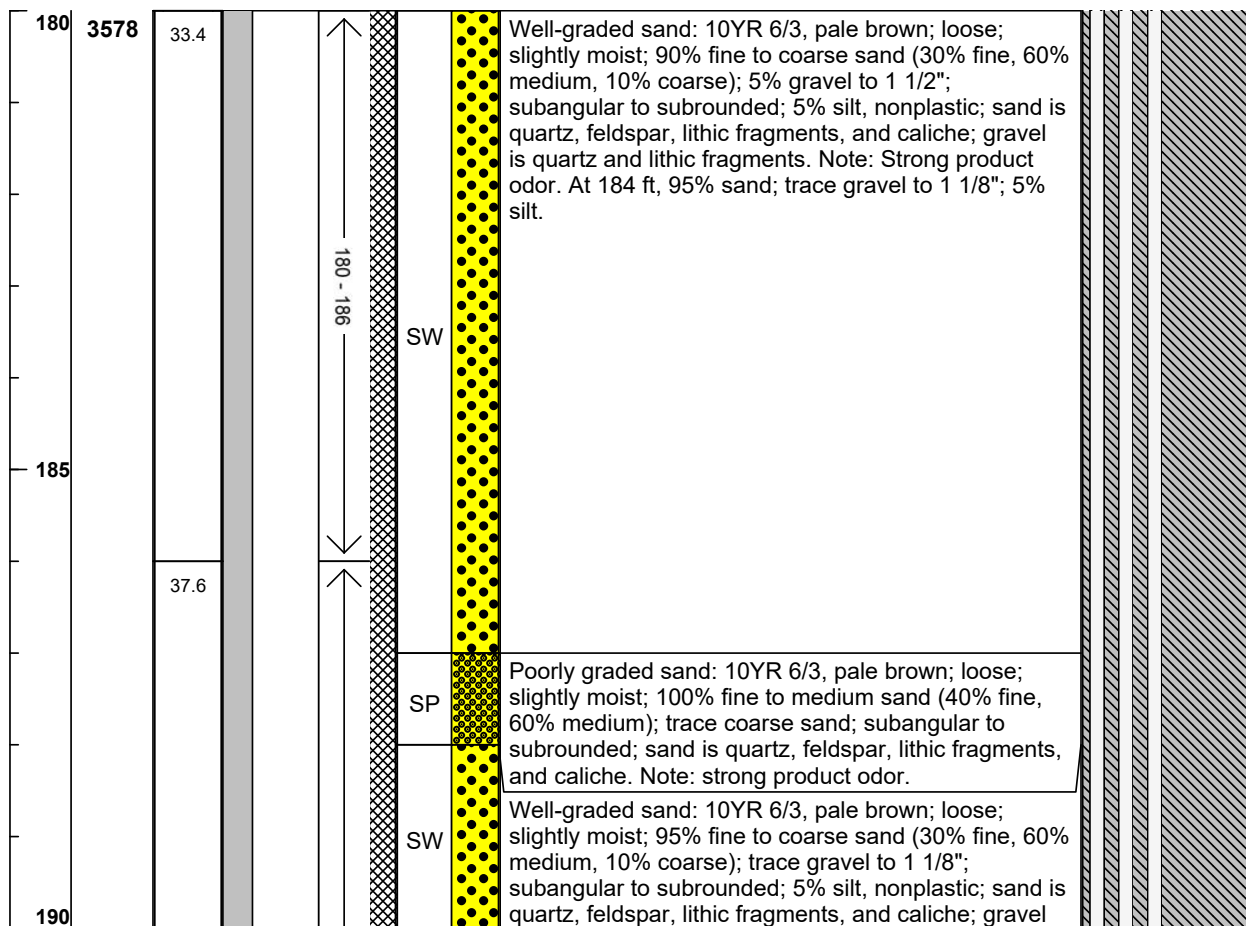 180
3578
33.4
180 - 186
SW
Well-graded sand: 10YR 6/3, pale brown; loose;
slightly moist; 90% fine to coarse sand (30% fine, 60%
medium, 10% coarse); 5% gravel to 1 1/2";
subangular to subrounded; 5% silt, nonplastic; sand is
quartz, feldspar, lithic fragments, and caliche; gravel
is quartz and lithic fragments. Note: Strong product
odor. At 184 ft, 95% sand; trace gravel to 1 1/8"; 5%
silt.
185
37.6
SP
Poorly graded sand: 10YR 6/3, pale brown; loose;
slightly moist; 100% fine to medium sand (40% fine,
60% medium); trace coarse sand; subangular to
subrounded; sand is quartz, feldspar, lithic fragments,
and caliche. Note: strong product odor.
SW
Well-graded sand: 10YR 6/3, pale brown; loose;
slightly moist; 95% fine to coarse sand (30% fine, 60%
medium, 10% coarse); trace gravel to 1 1/8";
subangular to subrounded; 5% silt, nonplastic; sand is
quartz, feldspar, lithic fragments, and caliche; gravel
190